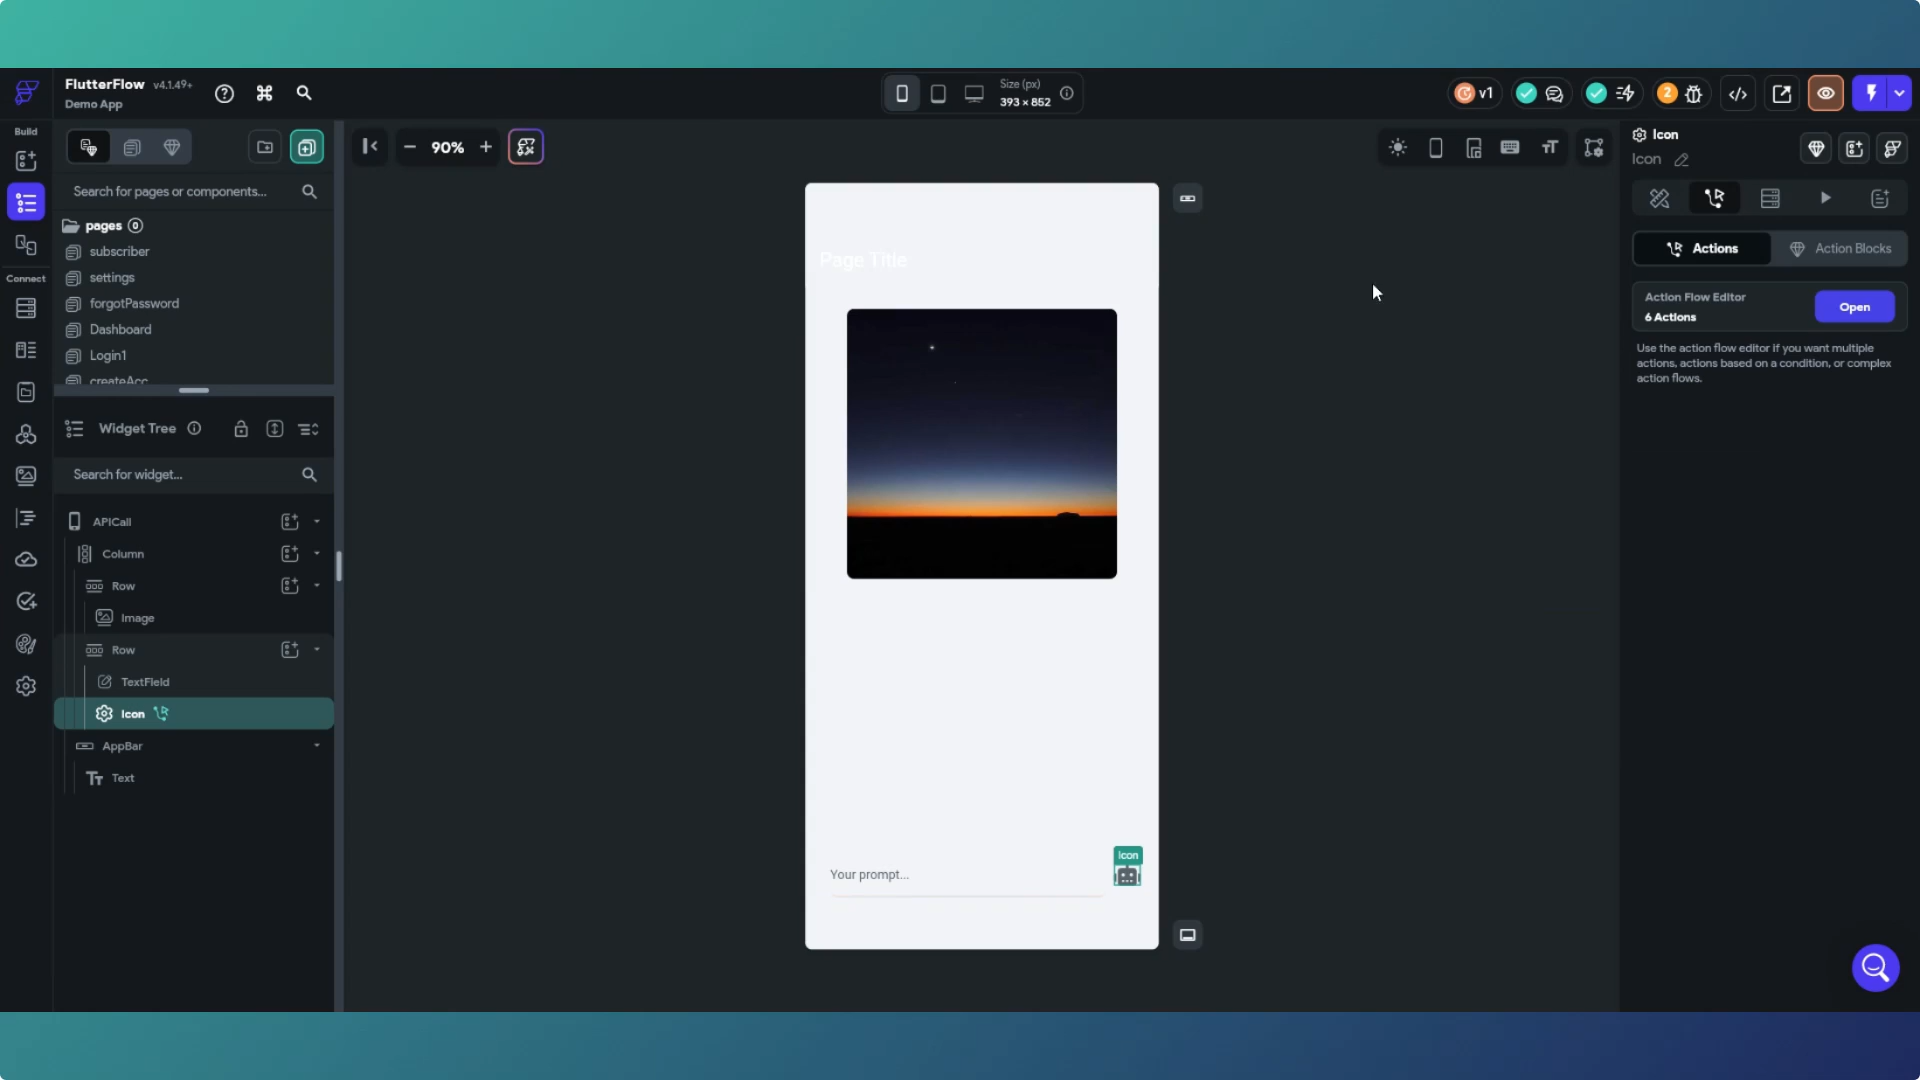 FlutterFlow v4.1.49+
Demo App
Size (px)
393 × 852
v1
2
Build
Connect
Search for pages or components...
pages 0
subscriber
settings
forgotPassword
Dashboard
Login1
createAcc
Widget Tree
Search for widget...
APICall
Column
Row
Image
Row
TextField
Icon
AppBar
Text
90%
Page Title
Your prompt...
Icon
Icon
Icon
Actions
Action Blocks
Action Flow Editor
6 Actions
Open
Use the action flow editor if you want multiple
actions, actions based on a condition, or complex
action flows.